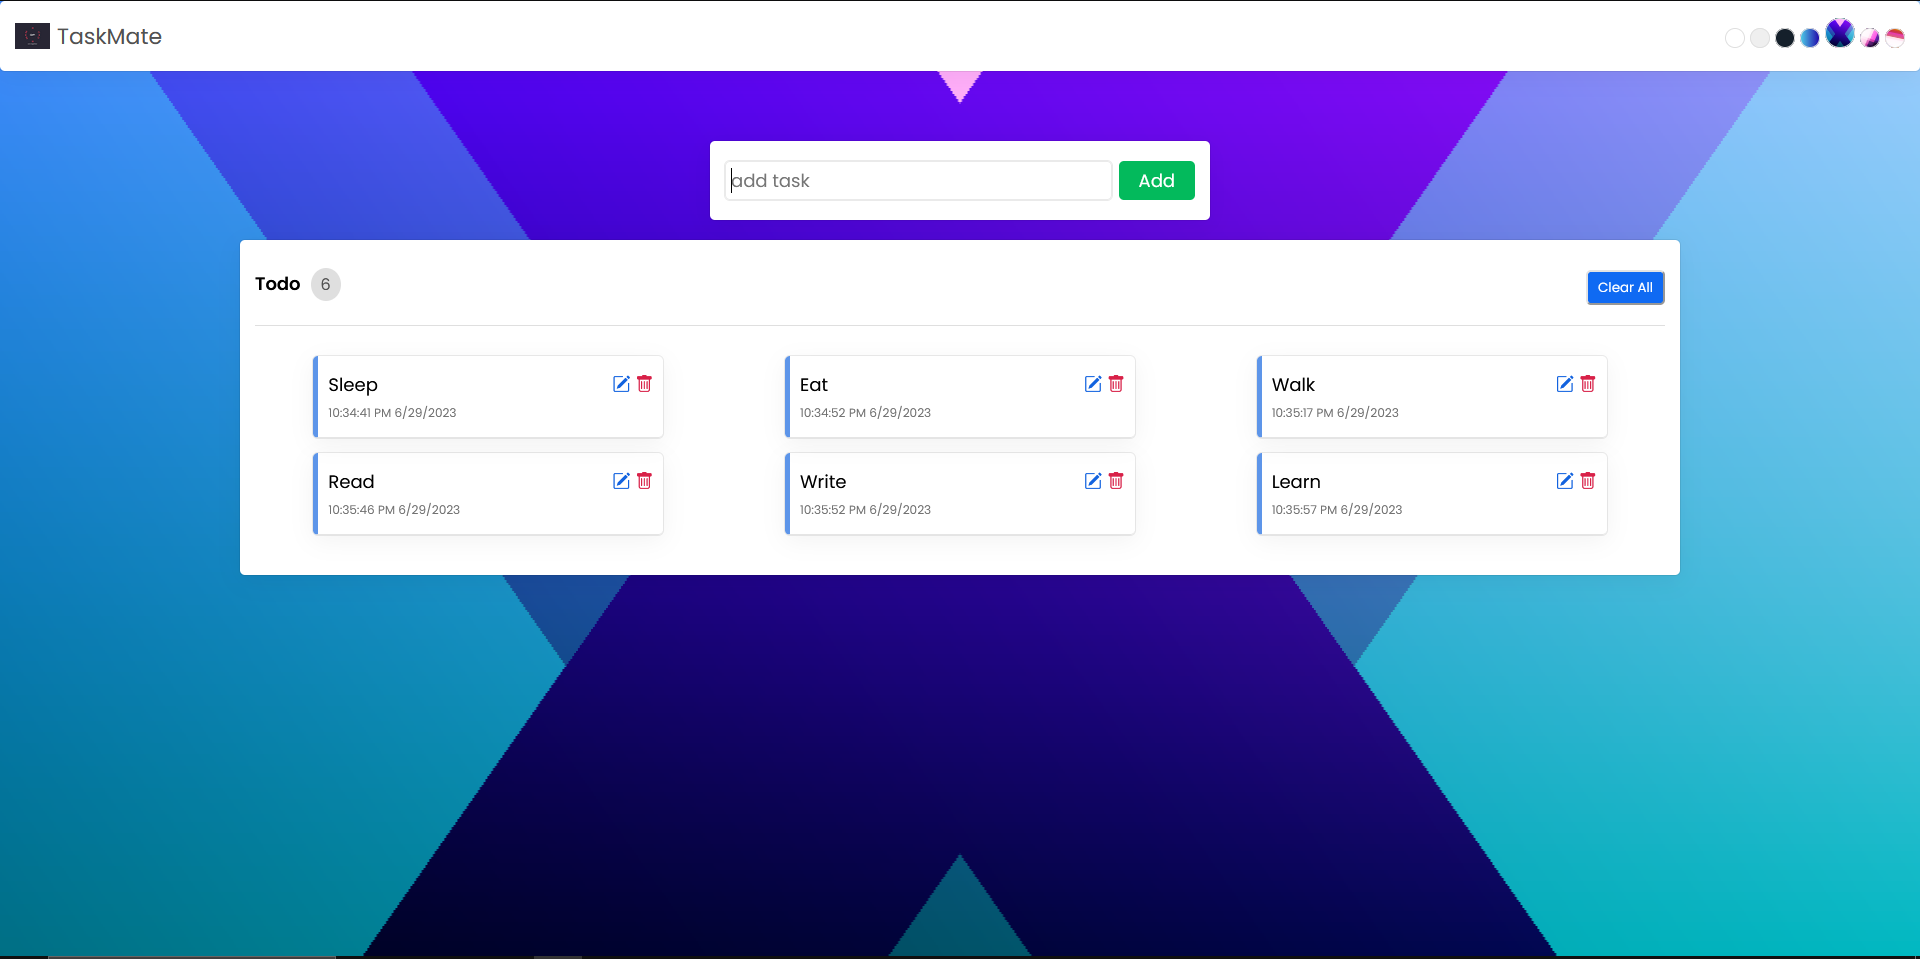 TaskMate
add task
Add
Todo 6
Clear All
Sleep
10:34:41 PM 6/29/2023
Eat
10:34:52 PM 6/29/2023
Walk
10:35:17 PM 6/29/2023
Read
10:35:46 PM 6/29/2023
Write
10:35:52 PM 6/29/2023
Learn
10:35:57 PM 6/29/2023